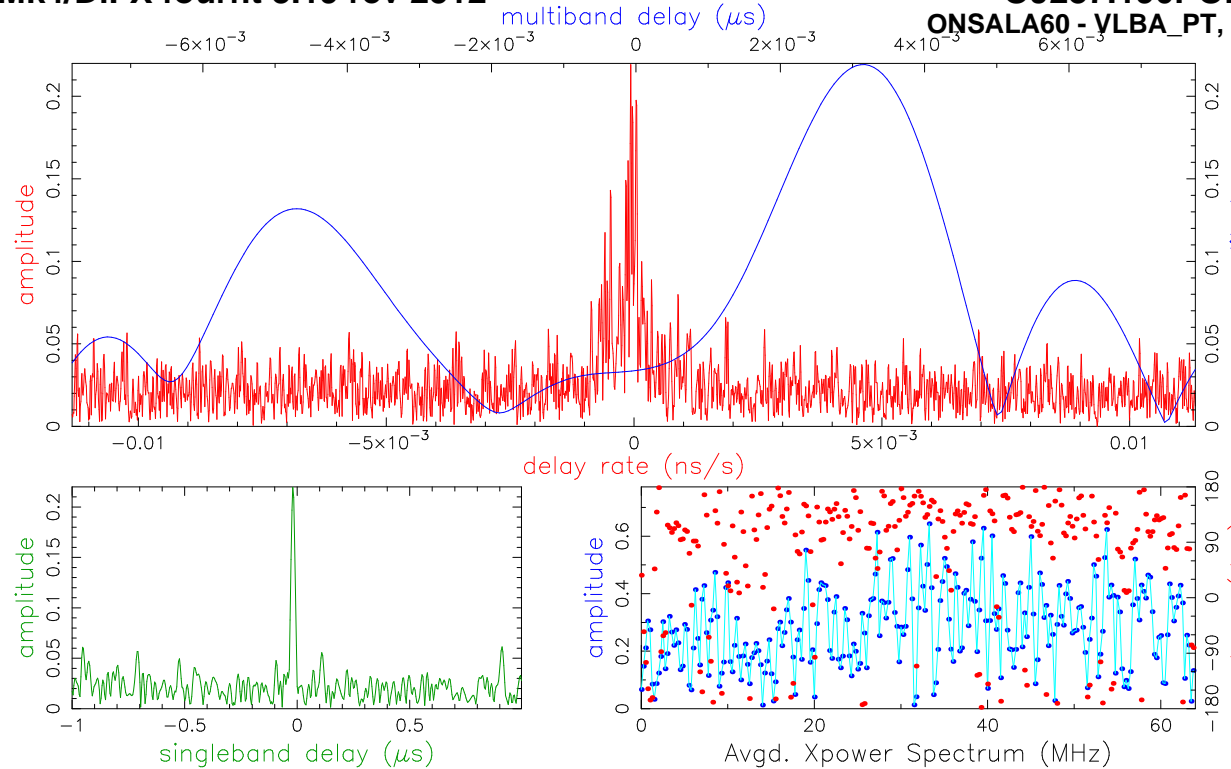 multiband delay (μs)
ONSALA60 - VLBA_PT,
−6×10⁻³ −4×10⁻³ −2×10⁻³ 0 2×10⁻³ 4×10⁻³ 6×10⁻³
amplitude
0 0.05 0.1 0.15 0.2
0 0.05 0.1 0.15 0.2
−0.01 −5×10⁻³ 0 5×10⁻³ 0.01
delay rate (ns/s)
amplitude
0 0.05 0.1 0.15 0.2
−1 −0.5 0 0.5
singleband delay (μs)
amplitude
0 0.2 0.4 0.6
−180 −90 0 90 180
0 20 40 60
Avgd. Xpower Spectrum (MHz)